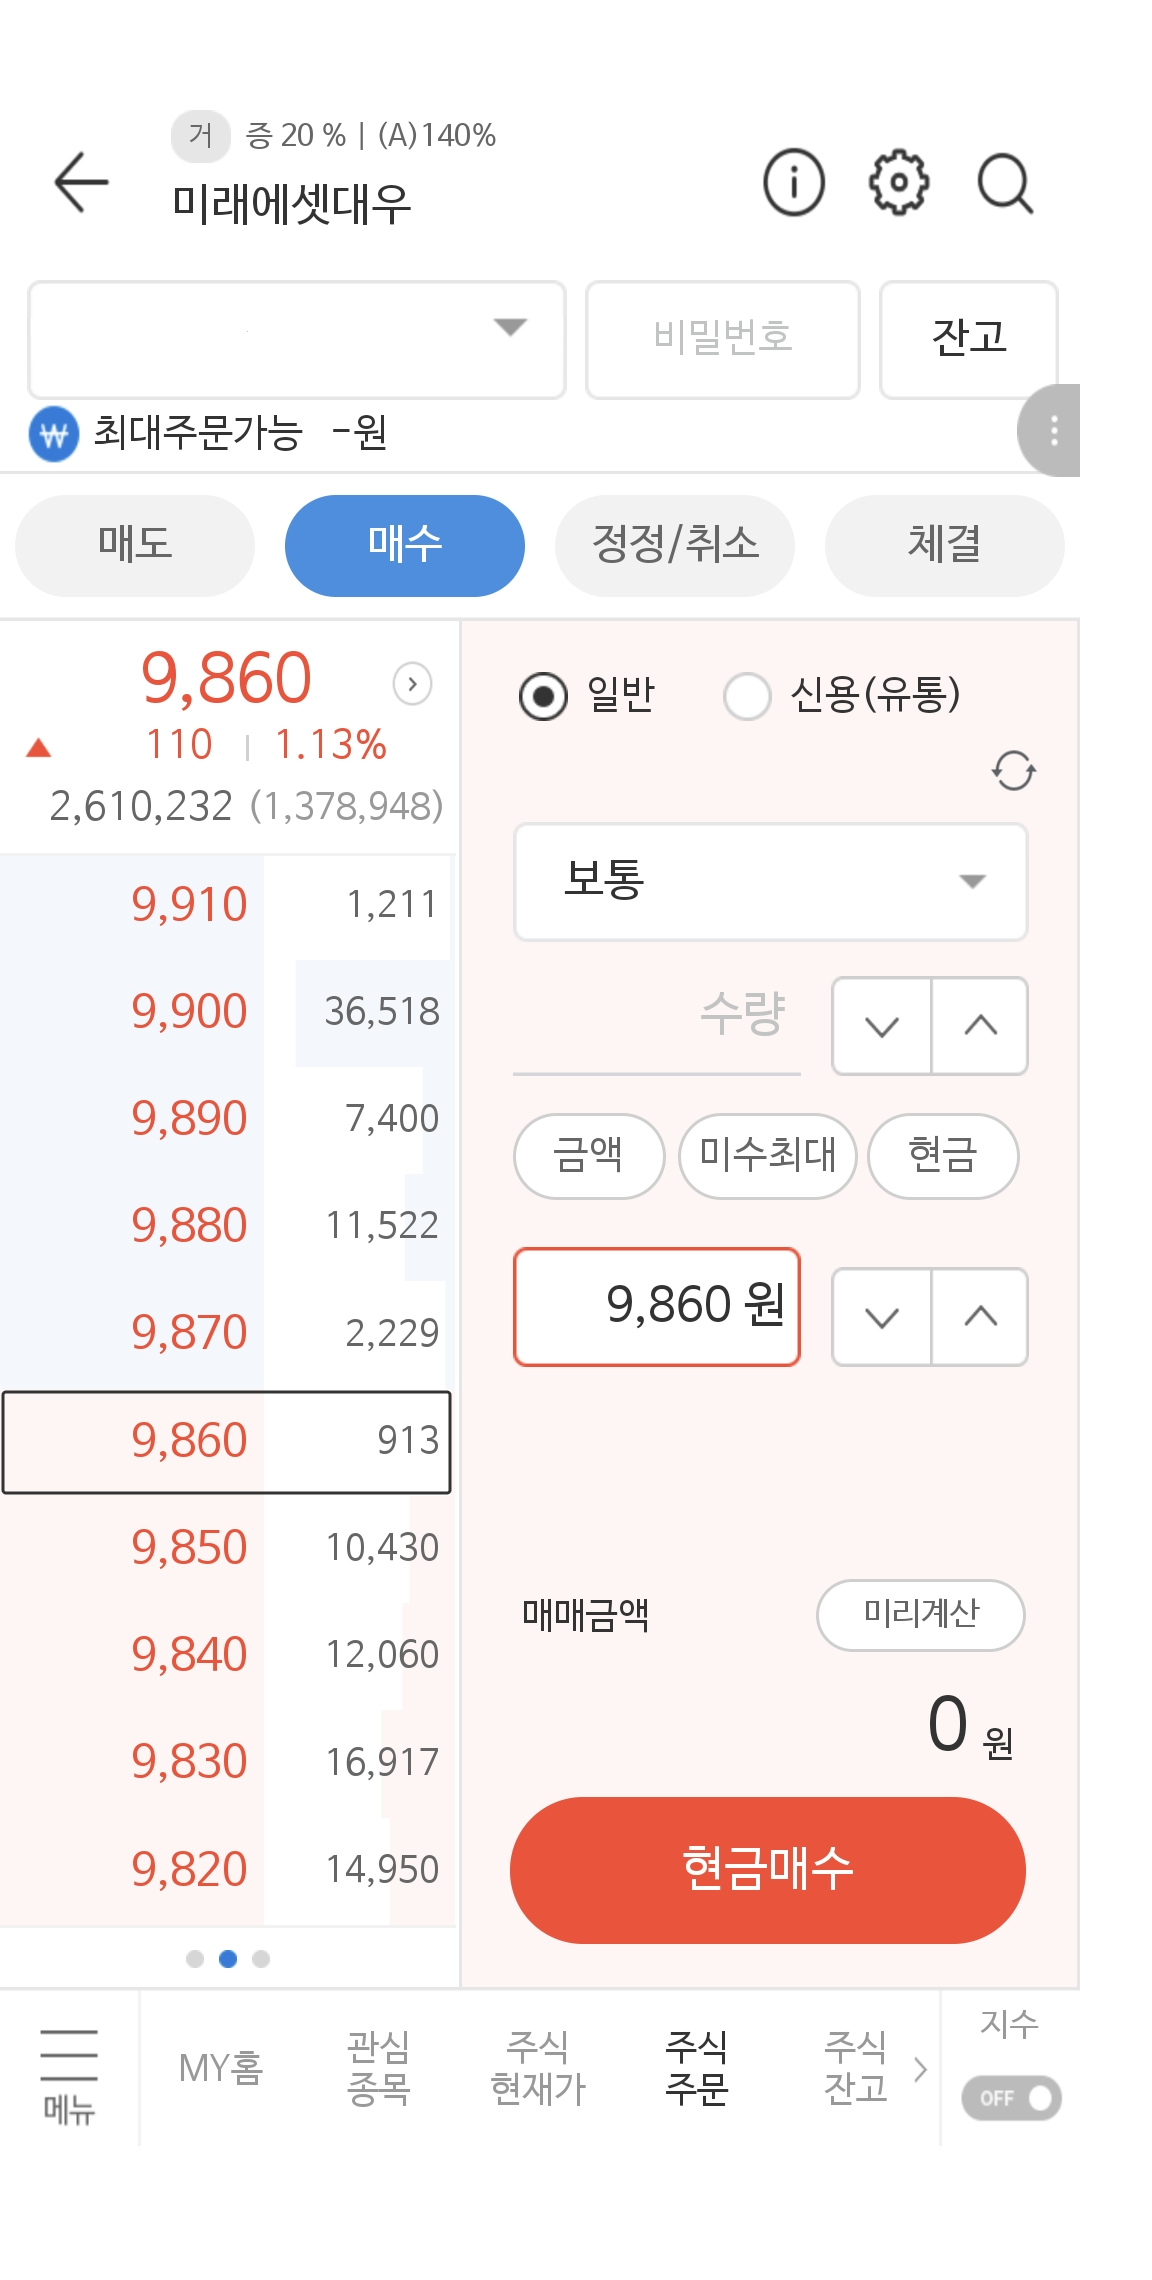 거 증 20 % | (A)140%
미래에셋대우
비밀번호 잔고
₩ 최대주문가능 -원
매도 매수 정정/취소 체결
9,860
110 | 1.13%
2,610,232 (1,378,948)
9,910 1,211
9,900 36,518
9,890 7,400
9,880 11,522
9,870 2,229
9,860 913
9,850 10,430
9,840 12,060
9,830 16,917
9,820 14,950
일반 신용(유통)
보통
수량
금액 미수최대 현금
9,860 원
매매금액 미리계산
0 원
현금매수
메뉴
MY홈
관심
종목
주식
현재가
주식
주문
주식
잔고
지수
OFF